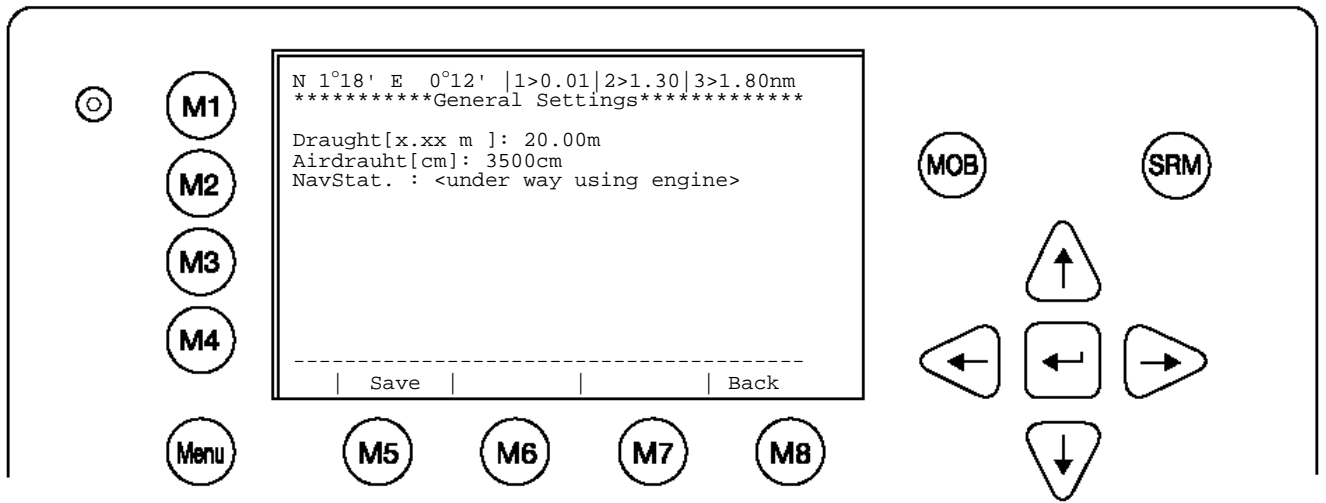 N 1°18' E  0°12' |1>0.01|2>1.30|3>1.80nm
***********General Settings*************
Draught[x.xx m ]: 20.00m
Airdrauht[cm]: 3500cm
NavStat. : <under way using engine>
----------------------------------------
| Save | | | Back
M1
M2
M3
M4
Menu
M5
M6
M7
M8
MOB
SRM